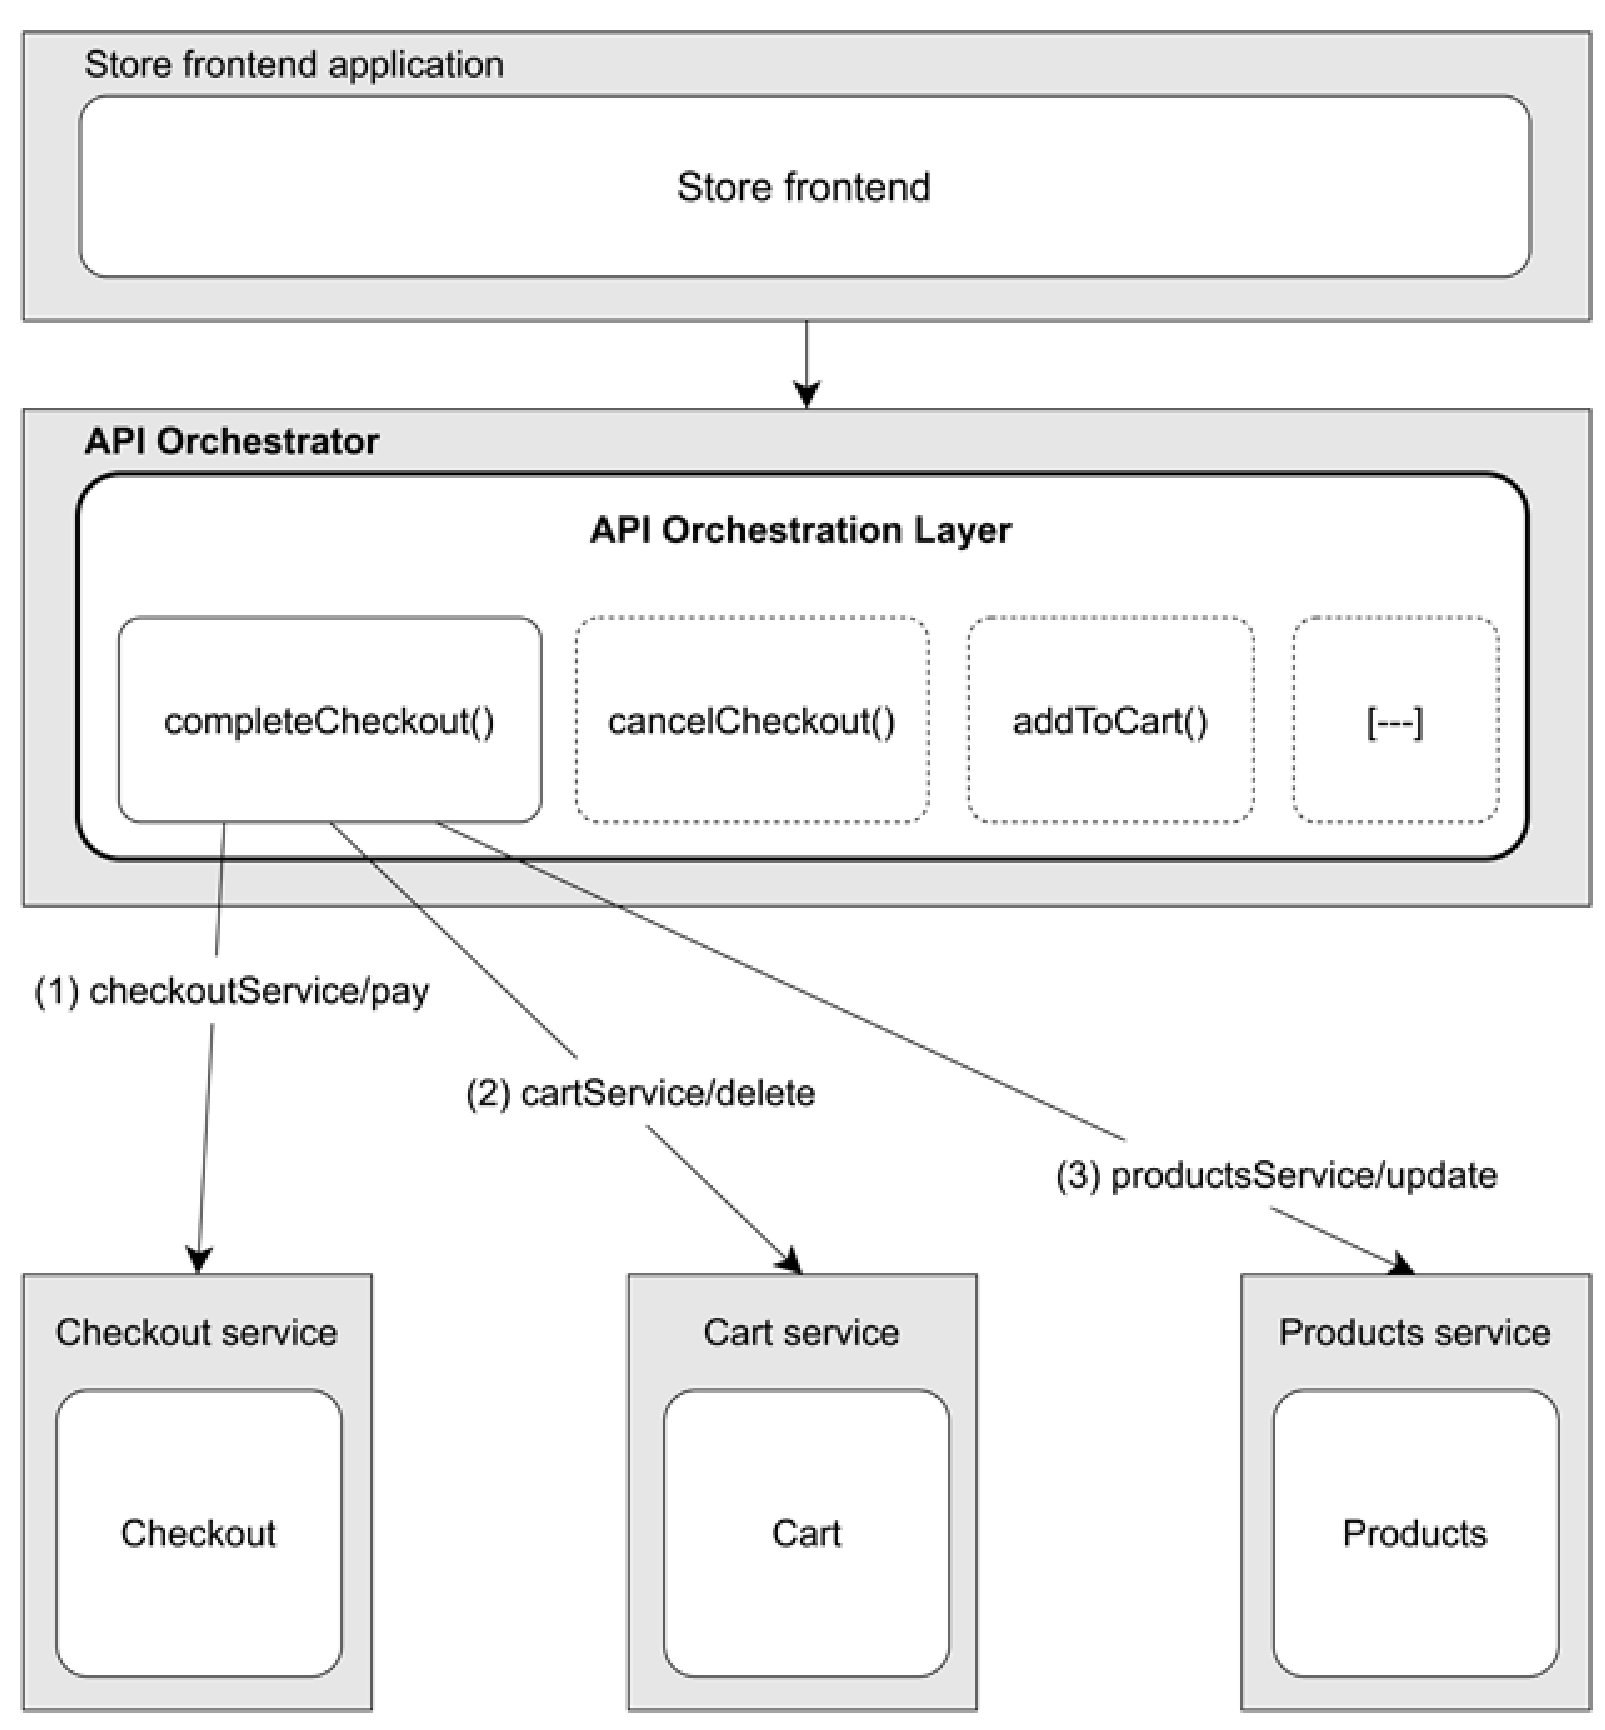 Store frontend application
Store frontend
API Orchestrator
API Orchestration Layer
completeCheckout()
cancelCheckout()
addToCart()
[---]
(1) checkoutService/pay
(2) cartService/delete
(3) productsService/update
Checkout service
Cart service
Products service
Checkout
Cart
Products